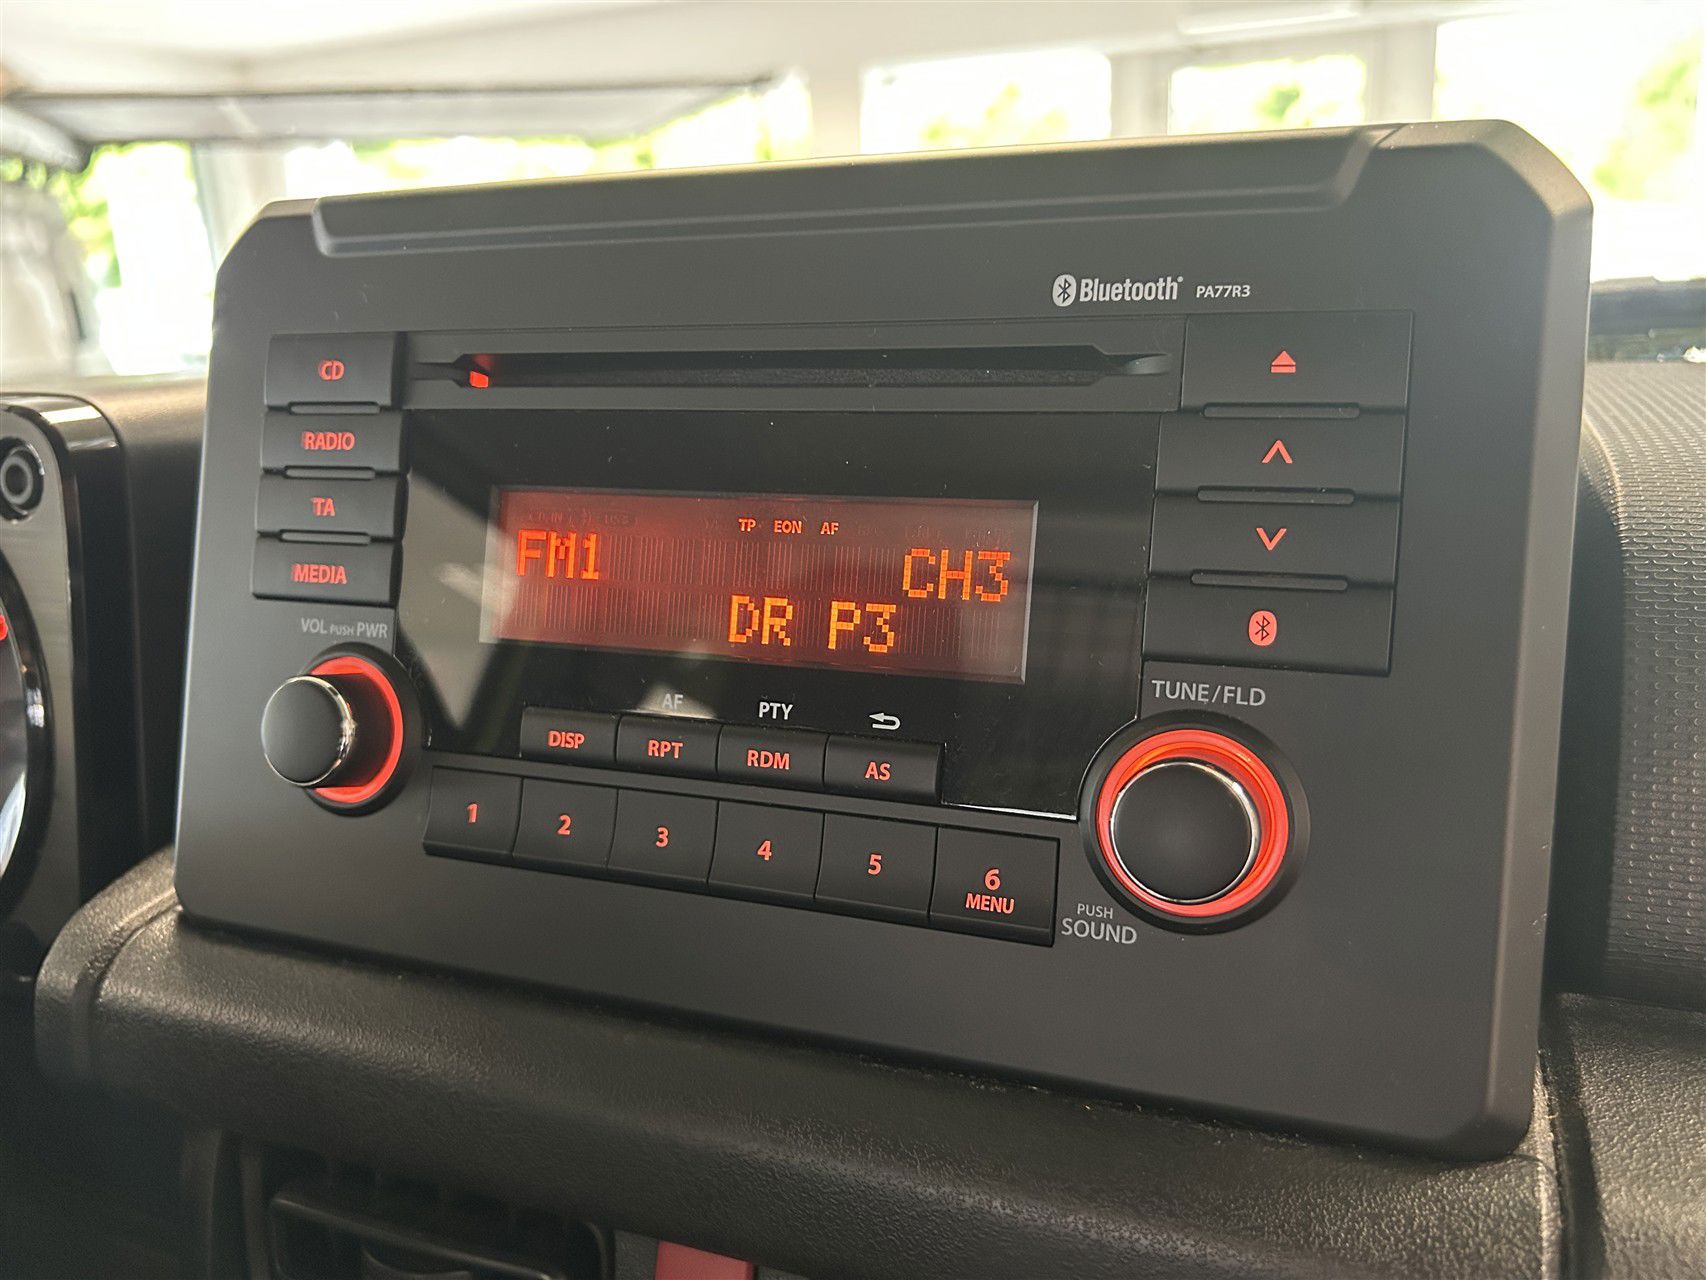 Bluetooth® PA77R3
CD
RADIO
TA
MEDIA
VOL PUSH PWR
TP EON AF
FM1
CH3
DR P3
TUNE/FLD
AF
PTY
DISP
RPT
RDM
AS
1
2
3
4
5
6
MENU
PUSH
SOUND